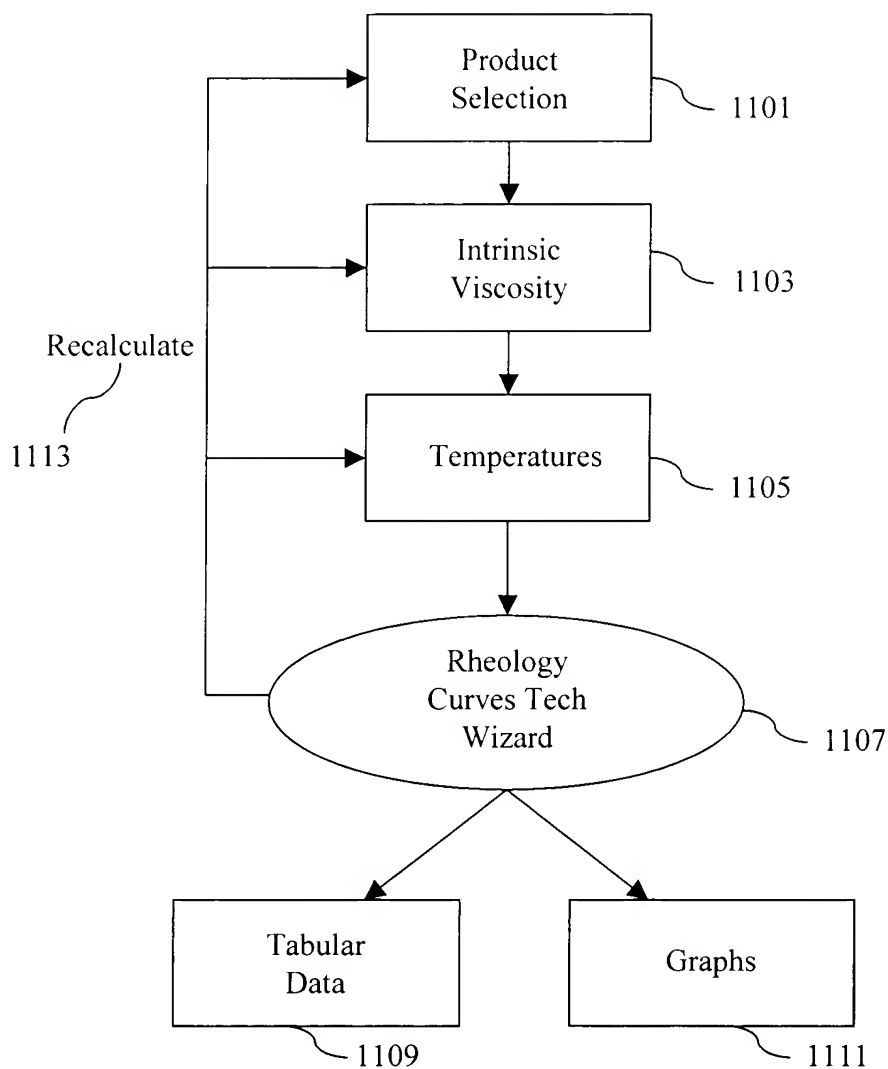 Product
Selection
1101
Intrinsic
Viscosity
1103
Recalculate
1113
Temperatures
1105
Rheology
Curves Tech
Wizard
1107
Tabular
Data
1109
Graphs
1111